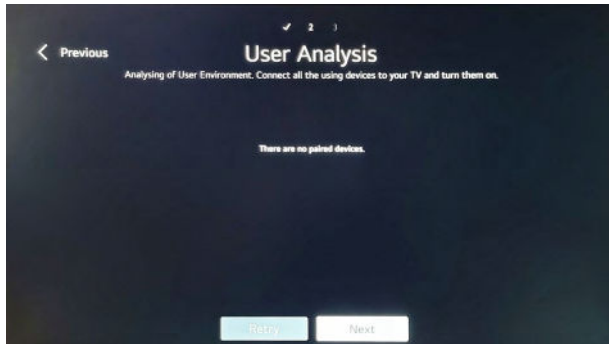 ✓ 2 3
Previous
User Analysis
Analysing of User Environment. Connect all the using devices to your TV and turn them on.
There are no paired devices.
Retry Next